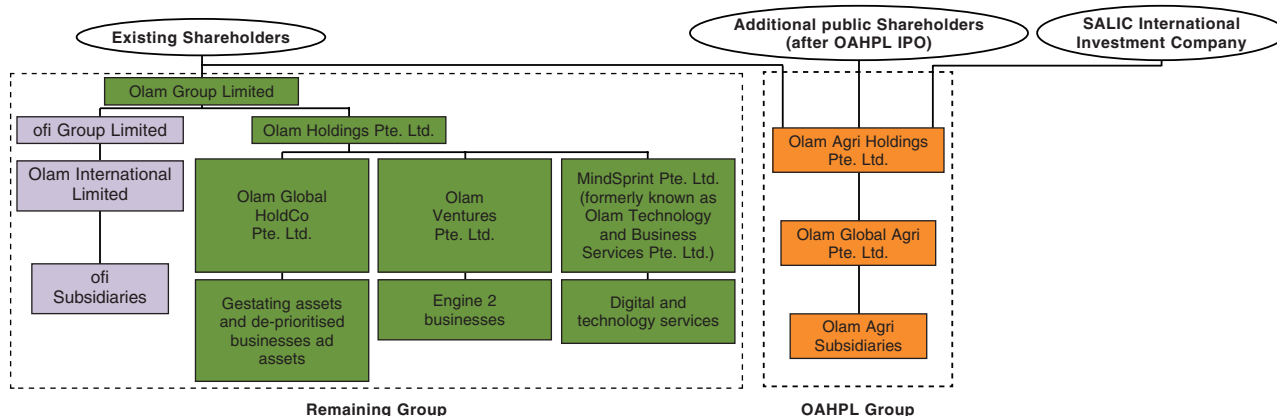 Existing Shareholders
Additional public Shareholders
(after OAHPL IPO)
SALIC International
Investment Company
Olam Group Limited
ofi Group Limited
Olam Holdings Pte. Ltd.
Olam International
Limited
ofi
Subsidiaries
Olam Global
HoldCo
Pte. Ltd.
Olam
Ventures
Pte. Ltd.
MindSprint Pte. Ltd.
(formerly known as
Olam Technology
and Business
Services Pte. Ltd.)
Gestating assets
and de-prioritised
businesses ad
assets
Engine 2
businesses
Digital and
technology services
Olam Agri Holdings
Pte. Ltd.
Olam Global Agri
Pte. Ltd.
Olam Agri
Subsidiaries
Remaining Group
OAHPL Group